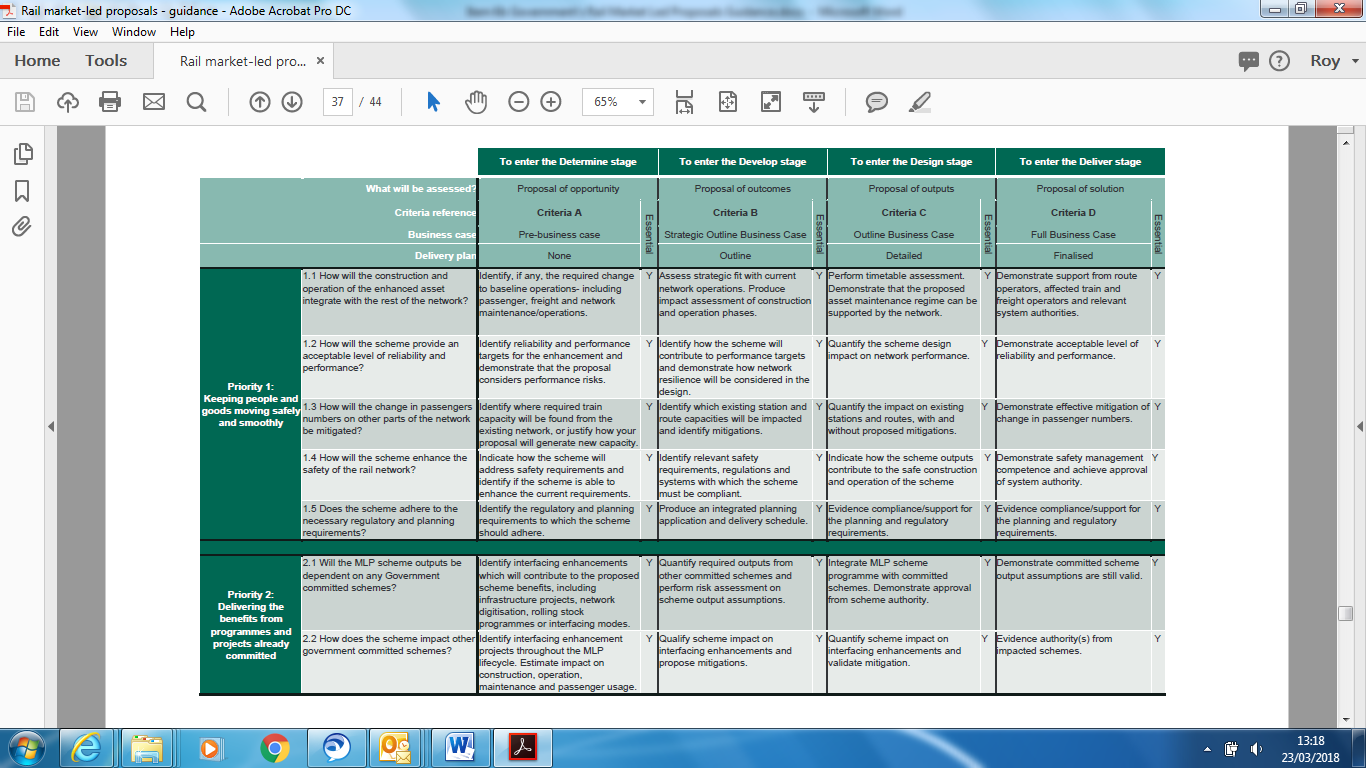 Rail market-led proposals - guidance - Adobe Acrobat Pro DC
File Edit View Window Help
Home Tools Rail market-led pro... × Roy
37 / 44 65%
To enter the Determine stage To enter the Develop stage To enter the Design stage To enter the Deliver stage
What will be assessed? Proposal of opportunity Proposal of outcomes Proposal of outputs Proposal of solution
Criteria reference Criteria A Essential Criteria B Essential Criteria C Essential Criteria D Essential
Business case Pre-business case Strategic Outline Business Case Outline Business Case Full Business Case
Delivery plan None Outline Detailed Finalised
Priority 1:
Keeping people and
goods moving safely
and smoothly
1.1 How will the construction and
operation of the enhanced asset
integrate with the rest of the network?
Identify, if any, the required change
to baseline operations- including
passenger, freight and network
maintenance/operations.
Y
Assess strategic fit with current
network operations. Produce
impact assessment of construction
and operation phases.
Y
Perform timetable assessment.
Demonstrate that the proposed
asset maintenance regime can be
supported by the network.
Y
Demonstrate support from route
operators, affected train and
freight operators and relevant
system authorities.
Y
1.2 How will the scheme provide an
acceptable level of reliability and
performance?
Identify reliability and performance
targets for the enhancement and
demonstrate that the proposal
considers performance risks.
Y
Identify how the scheme will
contribute to performance targets
and demonstrate how network
resilience will be considered in the
design.
Y
Quantify the scheme design
impact on network performance.
Y
Demonstrate acceptable level of
reliability and performance.
Y
1.3 How will the change in passengers
numbers on other parts of the network
be mitigated?
Identify where required train
capacity will be found from the
existing network, or justify how your
proposal will generate new capacity.
Y
Identify which existing station and
route capacities will be impacted
and identify mitigations.
Y
Quantify the impact on existing
stations and routes, with and
without proposed mitigations.
Y
Demonstrate effective mitigation of
change in passenger numbers.
Y
1.4 How will the scheme enhance the
safety of the rail network?
Indicate how the scheme will
address safety requirements and
identify if the scheme is able to
enhance the current requirements.
Y
Identify relevant safety
requirements, regulations and
systems with which the scheme
must be compliant.
Y
Indicate how the scheme outputs
contribute to the safe construction
and operation of the scheme
Y
Demonstrate safety management
competence and achieve approval
of system authority.
Y
1.5 Does the scheme adhere to the
necessary regulatory and planning
requirements?
Identify the regulatory and planning
requirements to which the scheme
should adhere.
Y
Produce an integrated planning
application and delivery schedule.
Y
Evidence compliance/support for
the planning and regulatory
requirements.
Y
Evidence compliance/support for
the planning and regulatory
requirements.
Y
Priority 2:
Delivering the
benefits from
programmes and
projects already
committed
2.1 Will the MLP scheme outputs be
dependent on any Government
committed schemes?
Identify interfacing enhancements
which will contribute to the proposed
scheme benefits, including
infrastructure projects, network
digitisation, rolling stock
programmes or interfacing modes.
Y
Quantify required outputs from
other committed schemes and
perform risk assessment on
scheme output assumptions.
Y
Integrate MLP scheme
programme with committed
schemes. Demonstrate approval
from scheme authority.
Y
Demonstrate committed scheme
output assumptions are still valid.
Y
2.2 How does the scheme impact other
government committed schemes?
Identify interfacing enhancement
projects throughout the MLP
lifecycle. Estimate impact on
construction, operation,
maintenance and passenger usage.
Y
Qualify scheme impact on
interfacing enhancements and
propose mitigations.
Y
Quantify scheme impact on
interfacing enhancements and
validate mitigation.
Y
Evidence authority(s) from
impacted schemes.
Y
13:18
23/03/2018